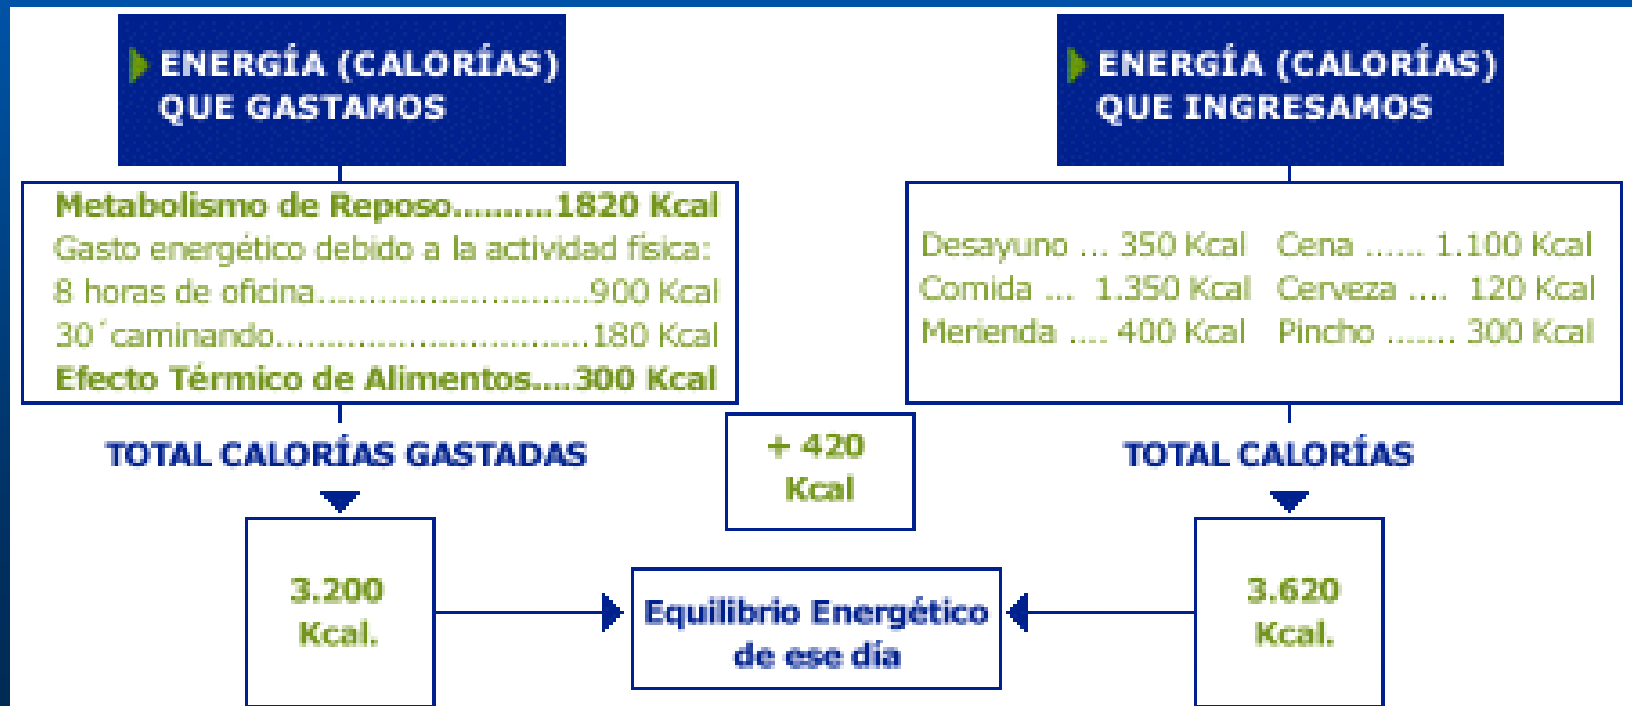 ENERGÍA (CALORÍAS)
QUE GASTAMOS
Metabolismo de Reposo..........1820 Kcal
Gasto energético debido a la actividad física:
8 horas de oficina..............................900 Kcal
30´caminando..................................180 Kcal
Efecto Térmico de Alimentos....300 Kcal
TOTAL CALORÍAS GASTADAS
3.200
Kcal.
+ 420
Kcal
Equilibrio Energético
de ese día
ENERGÍA (CALORÍAS)
QUE INGRESAMOS
Desayuno ... 350 Kcal Cena ...... 1.100 Kcal
Comida ... 1.350 Kcal Cerveza .... 120 Kcal
Merienda .... 400 Kcal Pincho ....... 300 Kcal
TOTAL CALORÍAS
3.620
Kcal.